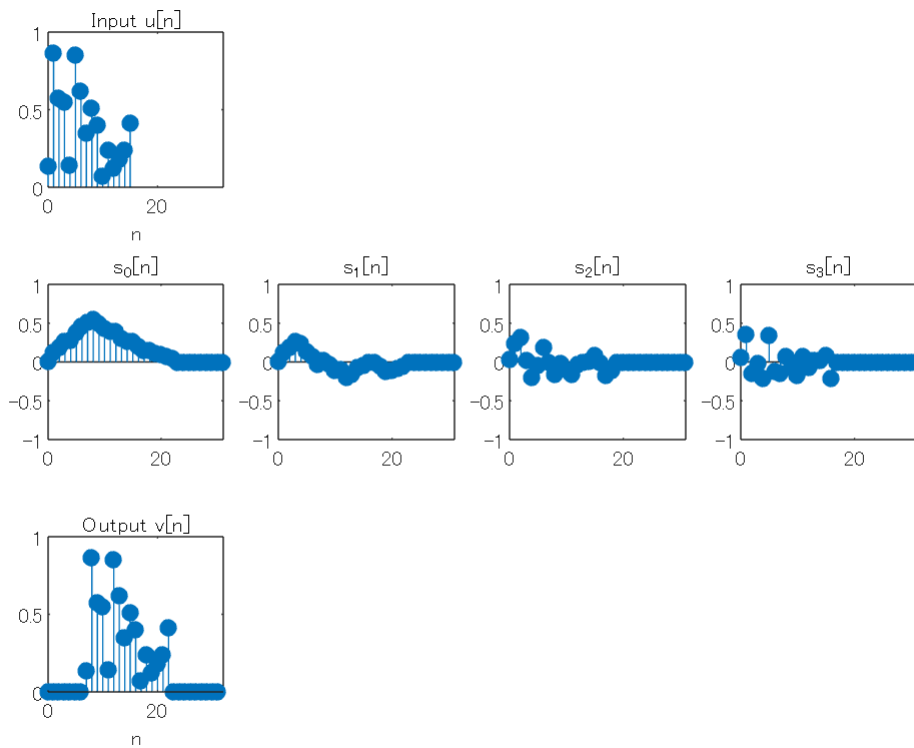 Input u[n]
1
0.5
0
0 20
n
s₀[n] s₁[n] s₂[n] s₃[n]
1 1 1 1
0.5 0.5 0.5 0.5
0 0 0 0
−0.5 −0.5 −0.5 −0.5
−1 −1 −1 −1
0 20 0 20 0 20 0 20
Output v[n]
1
0.5
0
0 20
n